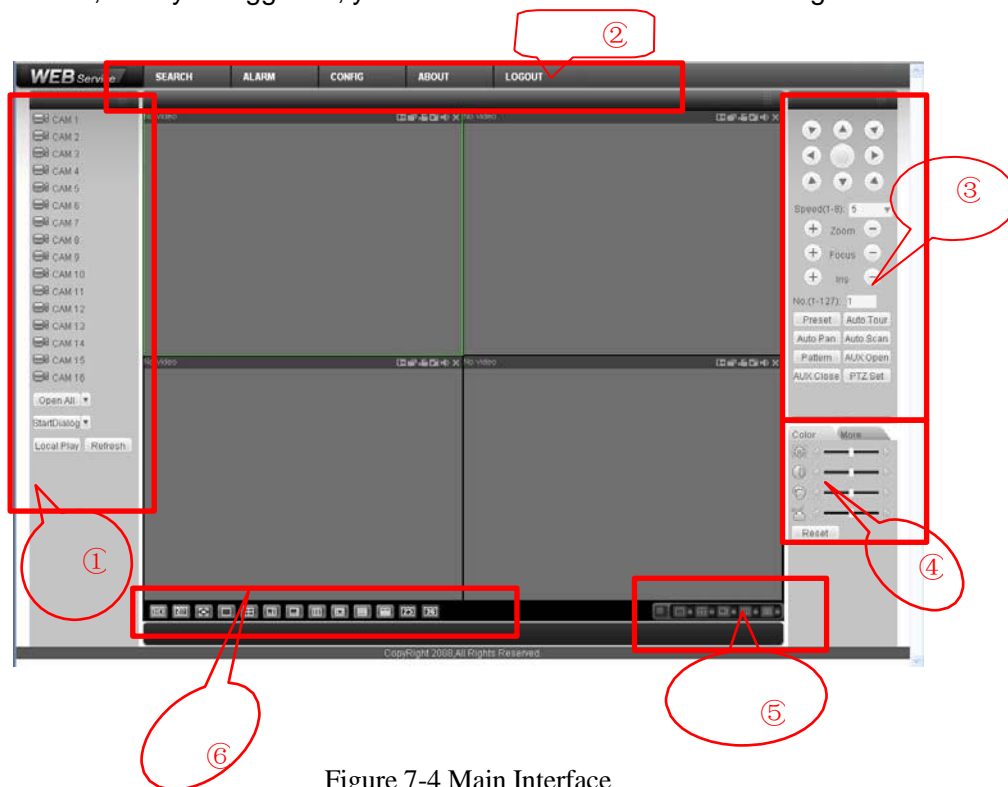 ②
WEB Service SEARCH ALARM CONFIG ABOUT LOGOUT
No Video No Video
CAM 1
CAM 2
CAM 3
CAM 4
CAM 5
CAM 6
CAM 7
CAM 8
CAM 9
CAM 10
CAM 11
CAM 12
CAM 13
CAM 14
CAM 15
CAM 16
Open All
StartDialog
Local Play Refresh
①
No Video No Video
③
Speed(1-8): 5
Zoom
Focus
Iris
No.(1-127): 1
Preset Auto Tour
Auto Pan Auto Scan
Pattern AUX Open
AUX Close PTZ Set
Color More
Reset
④
CopyRight 2008,All Rights Reserved.
⑤
⑥
Figure 7-4 Main Interface